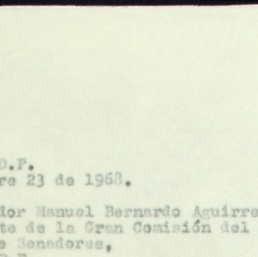 D.F.
re 23 de 1968.
dor Manuel Bernardo Aguirre
te de la Gran Comisión del
e Senadores,